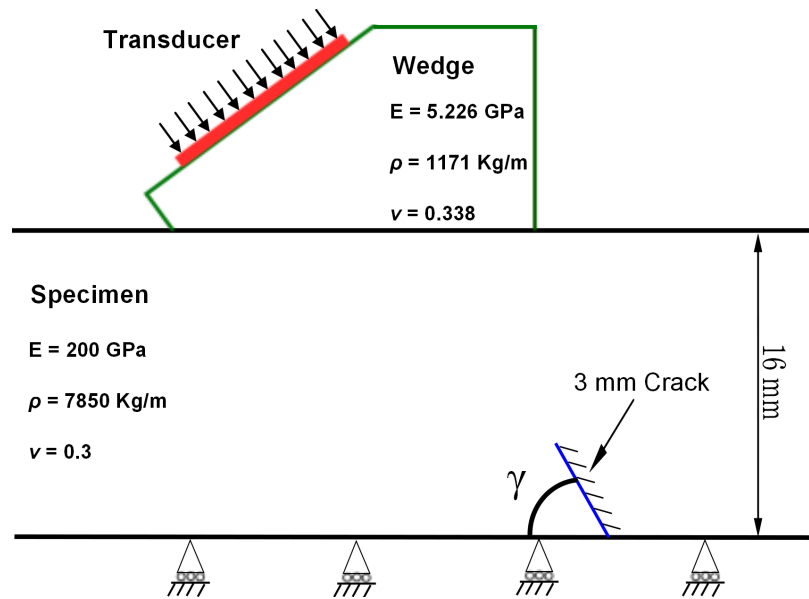 Transducer
Wedge
E = 5.226 GPa
ρ = 1171 Kg/m
v = 0.338
Specimen
E = 200 GPa
ρ = 7850 Kg/m
v = 0.3
3 mm Crack
γ
16 mm